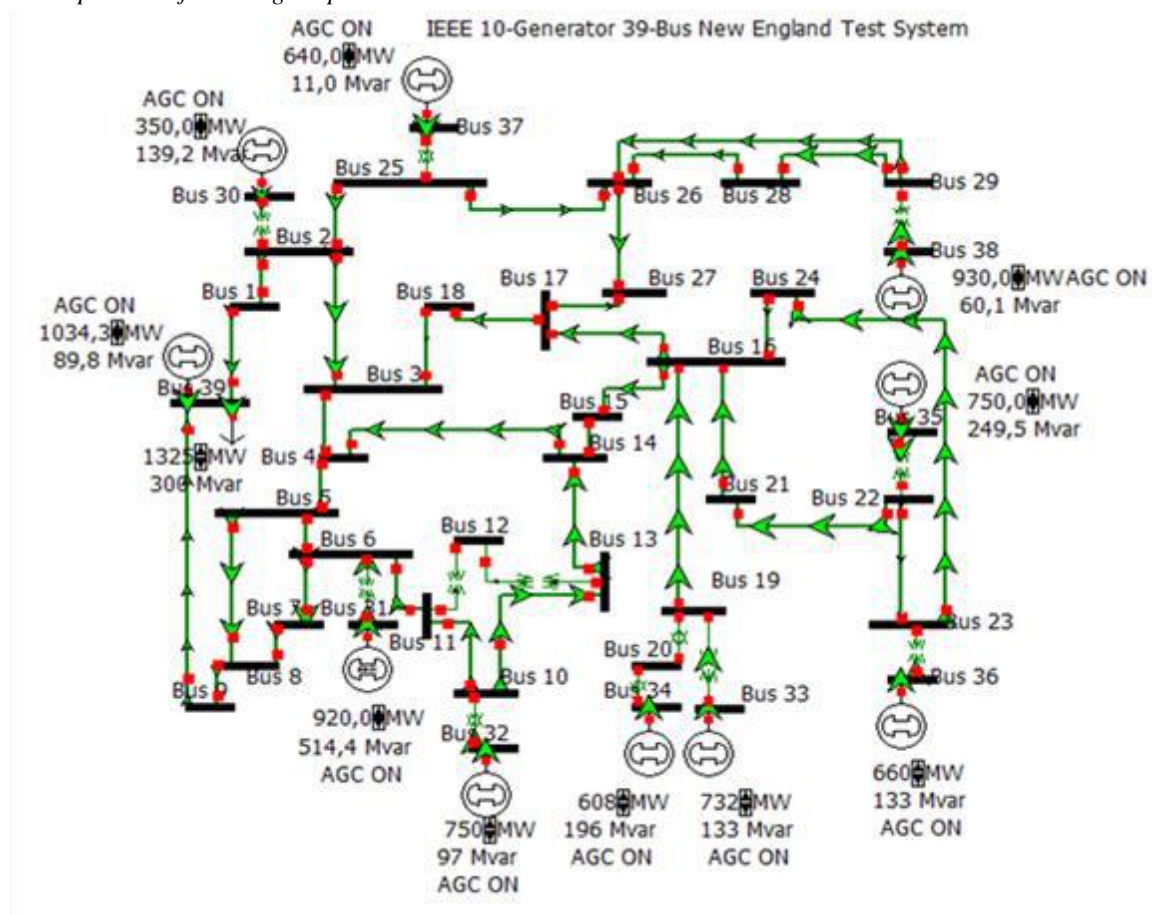 AGC ON
640,0 MW
11,0 Mvar
IEEE 10-Generator 39-Bus New England Test System
AGC ON
350,0 MW
139,2 Mvar
Bus 37
Bus 25
Bus 30
Bus 26
Bus 28
Bus 29
Bus 2
Bus 38
Bus 17
Bus 27
Bus 24
930,0 MW AGC ON
60,1 Mvar
Bus 1
Bus 18
AGC ON
1034,3 MW
89,8 Mvar
Bus 16
Bus 3
Bus 39
AGC ON
750,0 MW
249,5 Mvar
Bus 15
Bus 35
Bus 14
1325 MW
300 Mvar
Bus 4
Bus 5
Bus 21
Bus 22
Bus 12
Bus 6
Bus 13
Bus 19
Bus 7
Bus 31
Bus 11
Bus 23
Bus 20
Bus 8
Bus 10
Bus 9
Bus 34
Bus 33
Bus 36
920,0 MW
514,4 Mvar
AGC ON
Bus 32
750 MW
97 Mvar
AGC ON
608 MW
196 Mvar
AGC ON
732 MW
133 Mvar
AGC ON
660 MW
133 Mvar
AGC ON